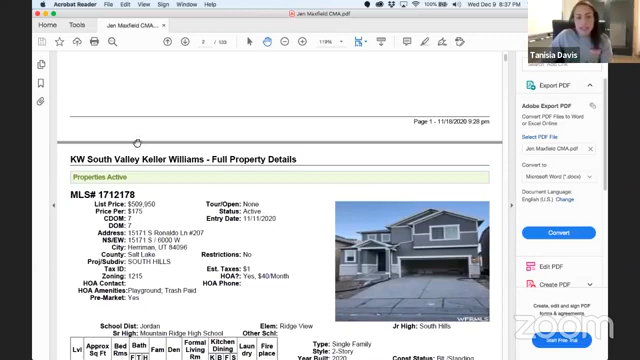 Acrobat Reader File Edit View Sign Window Help 100% Wed Dec 9 8:37 PM
Jen Maxfield CMA.pdf
Home Tools Jen Maxfield CMA.... ×
2 / 133 119%
Tanisia Davis
Page 1 - 11/18/2020 9:28 pm
KW South Valley Keller Williams - Full Property Details
Properties Active
MLS# 1712178
List Price: $509,950 Tour/Open: None
Price Per: $175 Status: Active
CDOM: 7 Entry Date: 11/11/2020
DOM: 7
Address: 15171 S Ronaldo Ln #207
NS/EW: 15171 S / 6000 W
City: Herriman, UT 84096
County: Salt Lake Restrictions: No
Proj/Subdiv: SOUTH HILLS
Tax ID: Est. Taxes: $1
Zoning: 1215 HOA?: Yes, $40/Month
HOA Contact: HOA Phone:
HOA Amenities: Playground; Trash Paid
Pre-Market: Yes
WFRMLS
School Dist: Jordan Elem: Ridge View Jr High: South Hills
Sr High: Mountain Ridge High School Other Schl:
Lvl Approx Sq Ft Bed Rms Bath F T H Fam Den Formal Living Rm Kitchen Dining K B F S Laun dry Fire place
Type: Single Family
Style: 2-Story
Year Built: 2020 Const Status: Blt./Standing
Export PDF
Adobe Export PDF
Convert PDF Files to Word
or Excel Online
Select PDF File
Jen Maxfield CMA.pdf ×
Convert to
Microsoft Word (*.docx)
Document Language:
English (U.S.) Change
Convert
Edit PDF
Create PDF
Create, edit and sign PDF
forms & agreements
Start Free Trial
zoom